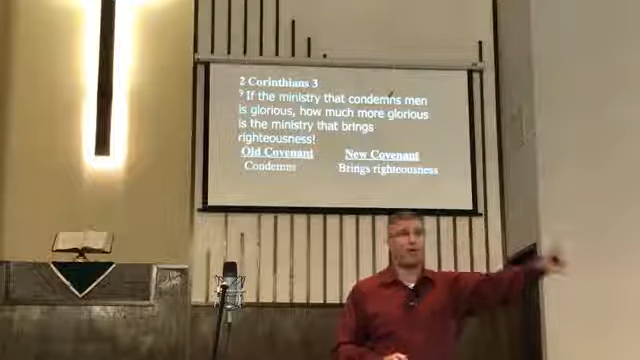 2 Corinthians 3
9 If the ministry that condemns men
is glorious, how much more glorious
is the ministry that brings
righteousness!
Old Covenant New Covenant
Condemns Brings righteousness